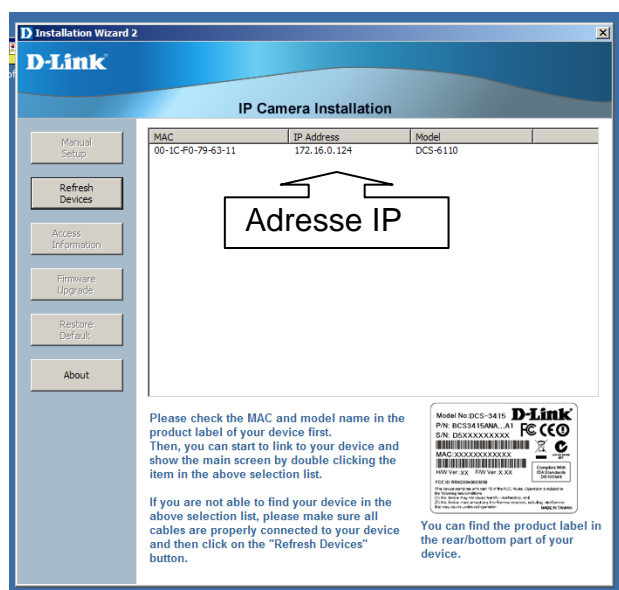 Installation Wizard 2
D-Link
IP Camera Installation
Manual
Setup
Refresh
Devices
Access
Information
Firmware
Upgrade
Restore
Default
About
MAC IP Address Model
00-1C-F0-79-63-11 172.16.0.124 DCS-6110
Adresse IP
Please check the MAC and model name in the
product label of your device first.
Then, you can start to link to your device and
show the main screen by double clicking the
item in the above selection list.
If you are not able to find your device in the
above selection list, please make sure all
cables are properly connected to your device
and then click on the "Refresh Devices"
button.
Model No:DCS-3415 D-Link
P/N: BCS3415ANA...A1 FC CE
S/N: D5XXXXXXXXX
MAC:XXXXXXXXXXXX
H/W Ver :XX F/W Ver :X.XX
Complies With
IDA Standards
MADE IN TAIWAN
You can find the product label in
the rear/bottom part of your
device.